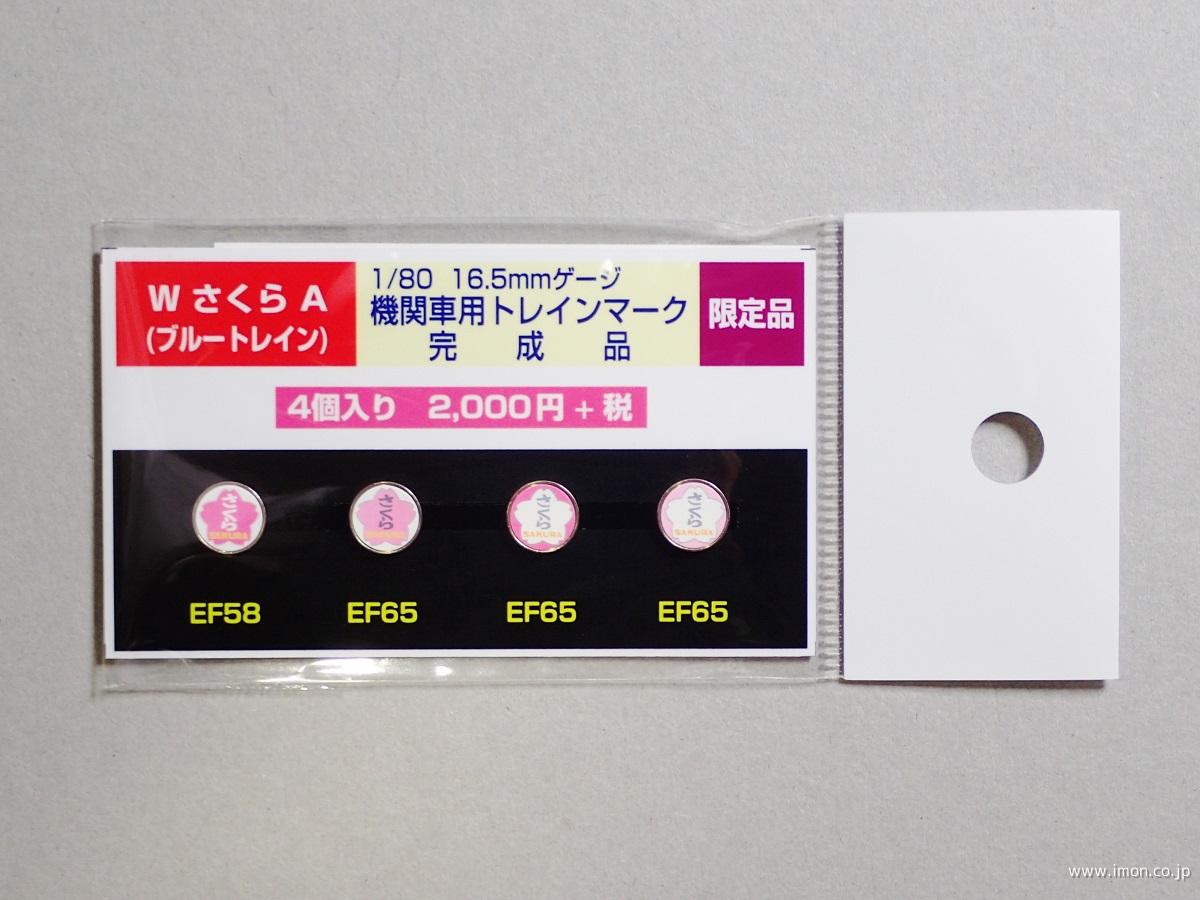 W さくら A
(ブルートレイン)
1/80 16.5mmゲージ
機関車用トレインマーク
完 成 品
限定品
4個入り 2,000円 + 税
さくら
SAKURA
さくら
SAKURA
さくら
SAKURA
さくら
SAKURA
EF58
EF65
EF65
EF65
www.imon.co.jp